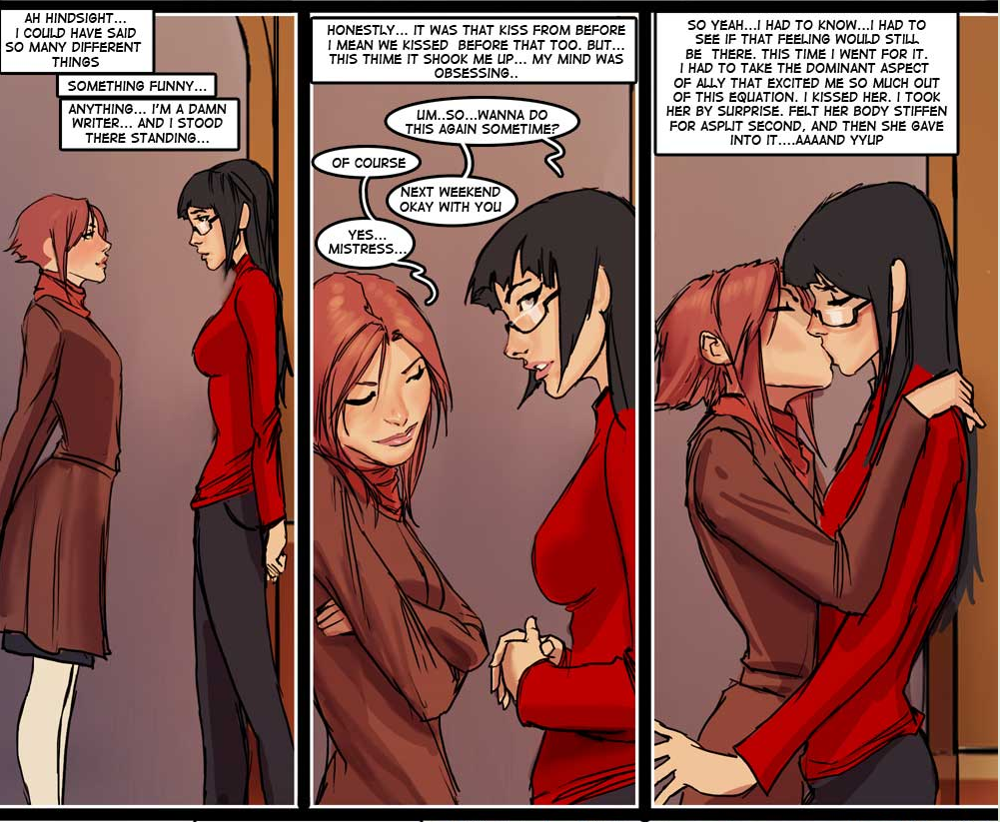 AH HINDSIGHT...
I COULD HAVE SAID
SO MANY DIFFERENT
THINGS
SOMETHING FUNNY...
ANYTHING... I'M A DAMN
WRITER... AND I STOOD
THERE STANDING...
HONESTLY... IT WAS THAT KISS FROM BEFORE
I MEAN WE KISSED BEFORE THAT TOO. BUT...
THIS THIME IT SHOOK ME UP... MY MIND WAS
OBSESSING..
UM..SO...WANNA DO
THIS AGAIN SOMETIME?
OF COURSE
NEXT WEEKEND
OKAY WITH YOU
YES...
MISTRESS...
SO YEAH...I HAD TO KNOW...I HAD TO
SEE IF THAT FEELING WOULD STILL
BE THERE. THIS TIME I WENT FOR IT.
I HAD TO TAKE THE DOMINANT ASPECT
OF ALLY THAT EXCITED ME SO MUCH OUT
OF THIS EQUATION. I KISSED HER. I TOOK
HER BY SURPRISE. FELT HER BODY STIFFEN
FOR ASPLIT SECOND, AND THEN SHE GAVE
INTO IT....AAAAND YYUP